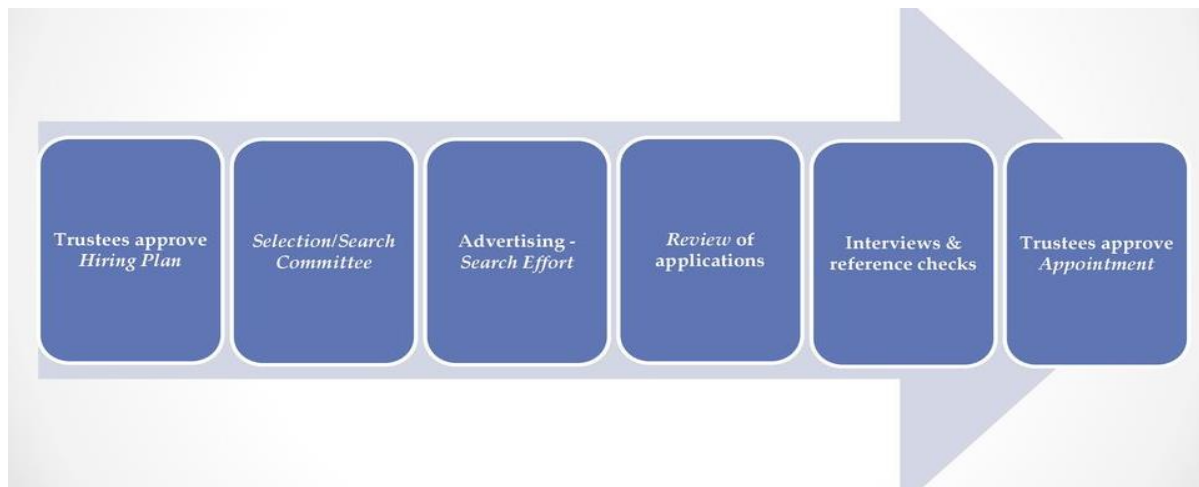 Trustees approve
Hiring Plan
Selection/Search
Committee
Advertising -
Search Effort
Review of
applications
Interviews &
reference checks
Trustees approve
Appointment